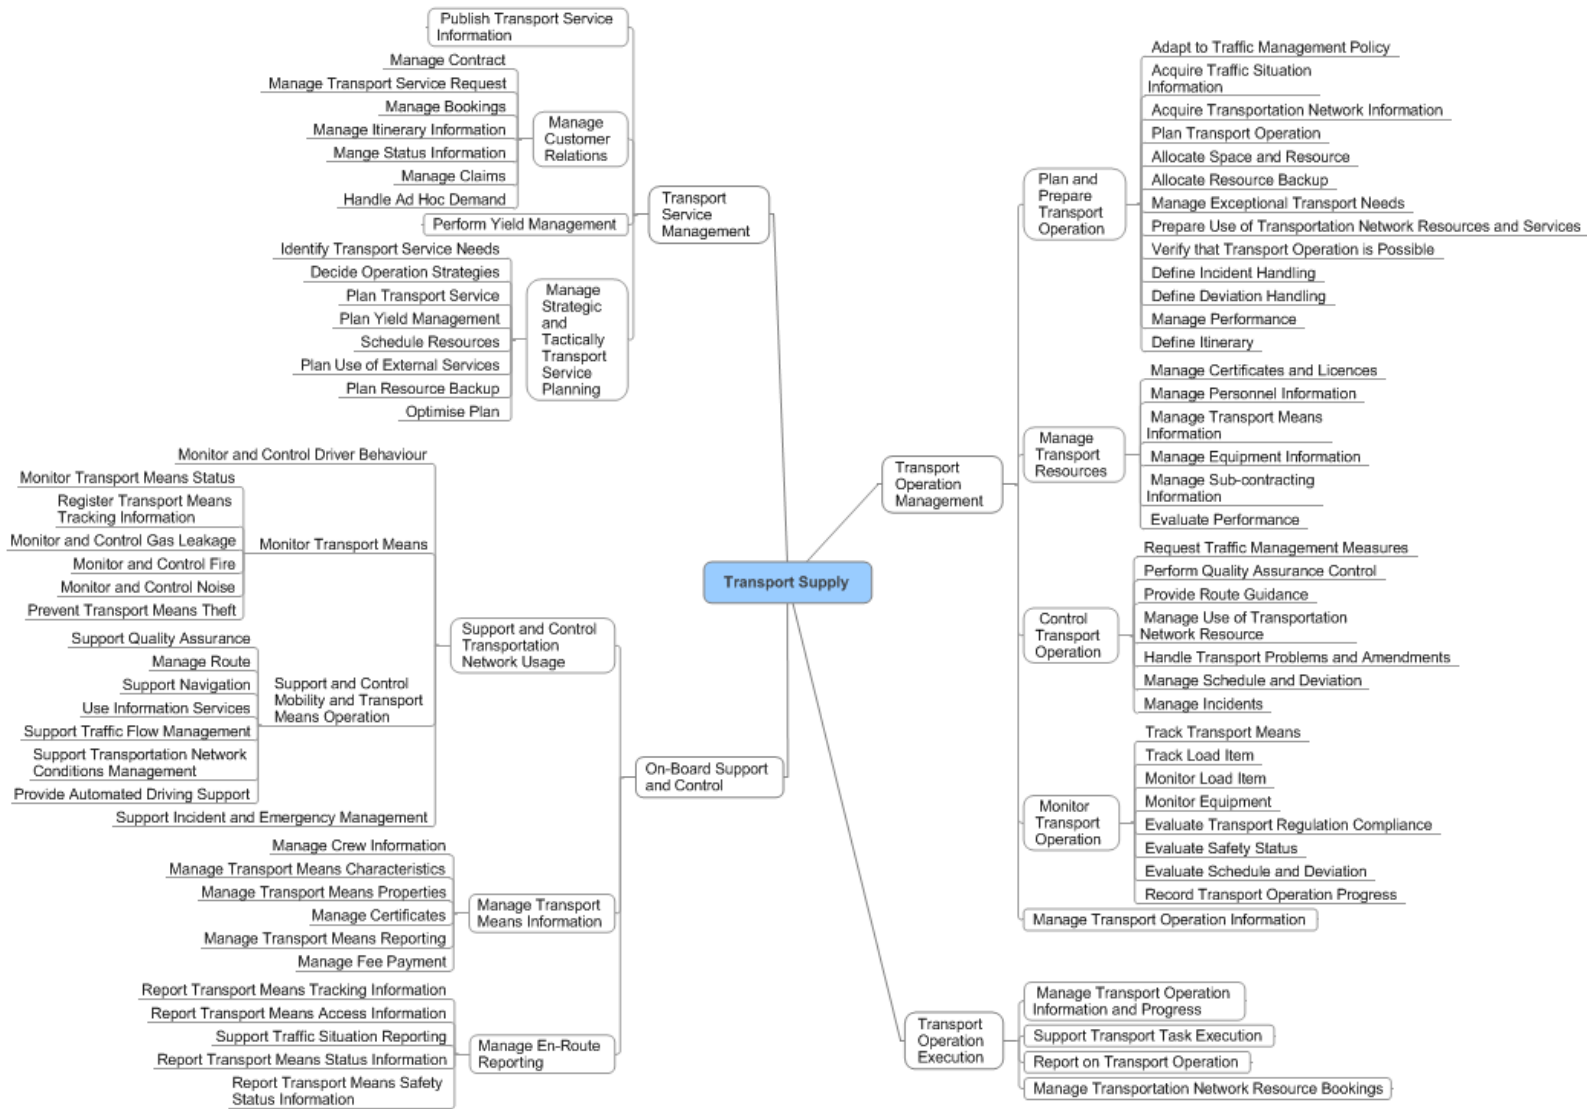 Publish Transport Service
Information
Manage Contract
Manage Transport Service Request
Manage Bookings
Manage Itinerary Information
Mange Status Information
Manage Claims
Handle Ad Hoc Demand
Manage
Customer
Relations
Perform Yield Management
Identify Transport Service Needs
Decide Operation Strategies
Plan Transport Service
Plan Yield Management
Schedule Resources
Plan Use of External Services
Plan Resource Backup
Optimise Plan
Manage
Strategic
and
Tactically
Transport
Service
Planning
Transport
Service
Management
Monitor and Control Driver Behaviour
Monitor Transport Means Status
Register Transport Means
Tracking Information
Monitor and Control Gas Leakage
Monitor and Control Fire
Monitor and Control Noise
Prevent Transport Means Theft
Monitor Transport Means
Support Quality Assurance
Manage Route
Support Navigation
Use Information Services
Support Traffic Flow Management
Support Transportation Network
Conditions Management
Provide Automated Driving Support
Support and Control
Mobility and Transport
Means Operation
Support Incident and Emergency Management
Support and Control
Transportation
Network Usage
Manage Crew Information
Manage Transport Means Characteristics
Manage Transport Means Properties
Manage Certificates
Manage Transport Means Reporting
Manage Fee Payment
Manage Transport
Means Information
Report Transport Means Tracking Information
Report Transport Means Access Information
Support Traffic Situation Reporting
Report Transport Means Status Information
Report Transport Means Safety
Status Information
Manage En-Route
Reporting
On-Board Support
and Control
Transport Supply
Transport
Operation
Management
Plan and
Prepare
Transport
Operation
Adapt to Traffic Management Policy
Acquire Traffic Situation
Information
Acquire Transportation Network Information
Plan Transport Operation
Allocate Space and Resource
Allocate Resource Backup
Manage Exceptional Transport Needs
Prepare Use of Transportation Network Resources and Services
Verify that Transport Operation is Possible
Define Incident Handling
Define Deviation Handling
Manage Performance
Define Itinerary
Manage
Transport
Resources
Manage Certificates and Licences
Manage Personnel Information
Manage Transport Means
Information
Manage Equipment Information
Manage Sub-contracting
Information
Evaluate Performance
Control
Transport
Operation
Request Traffic Management Measures
Perform Quality Assurance Control
Provide Route Guidance
Manage Use of Transportation
Network Resource
Handle Transport Problems and Amendments
Manage Schedule and Deviation
Manage Incidents
Monitor
Transport
Operation
Track Transport Means
Track Load Item
Monitor Load Item
Monitor Equipment
Evaluate Transport Regulation Compliance
Evaluate Safety Status
Evaluate Schedule and Deviation
Record Transport Operation Progress
Manage Transport Operation Information
Transport
Operation
Execution
Manage Transport Operation
Information and Progress
Support Transport Task Execution
Report on Transport Operation
Manage Transportation Network Resource Bookings